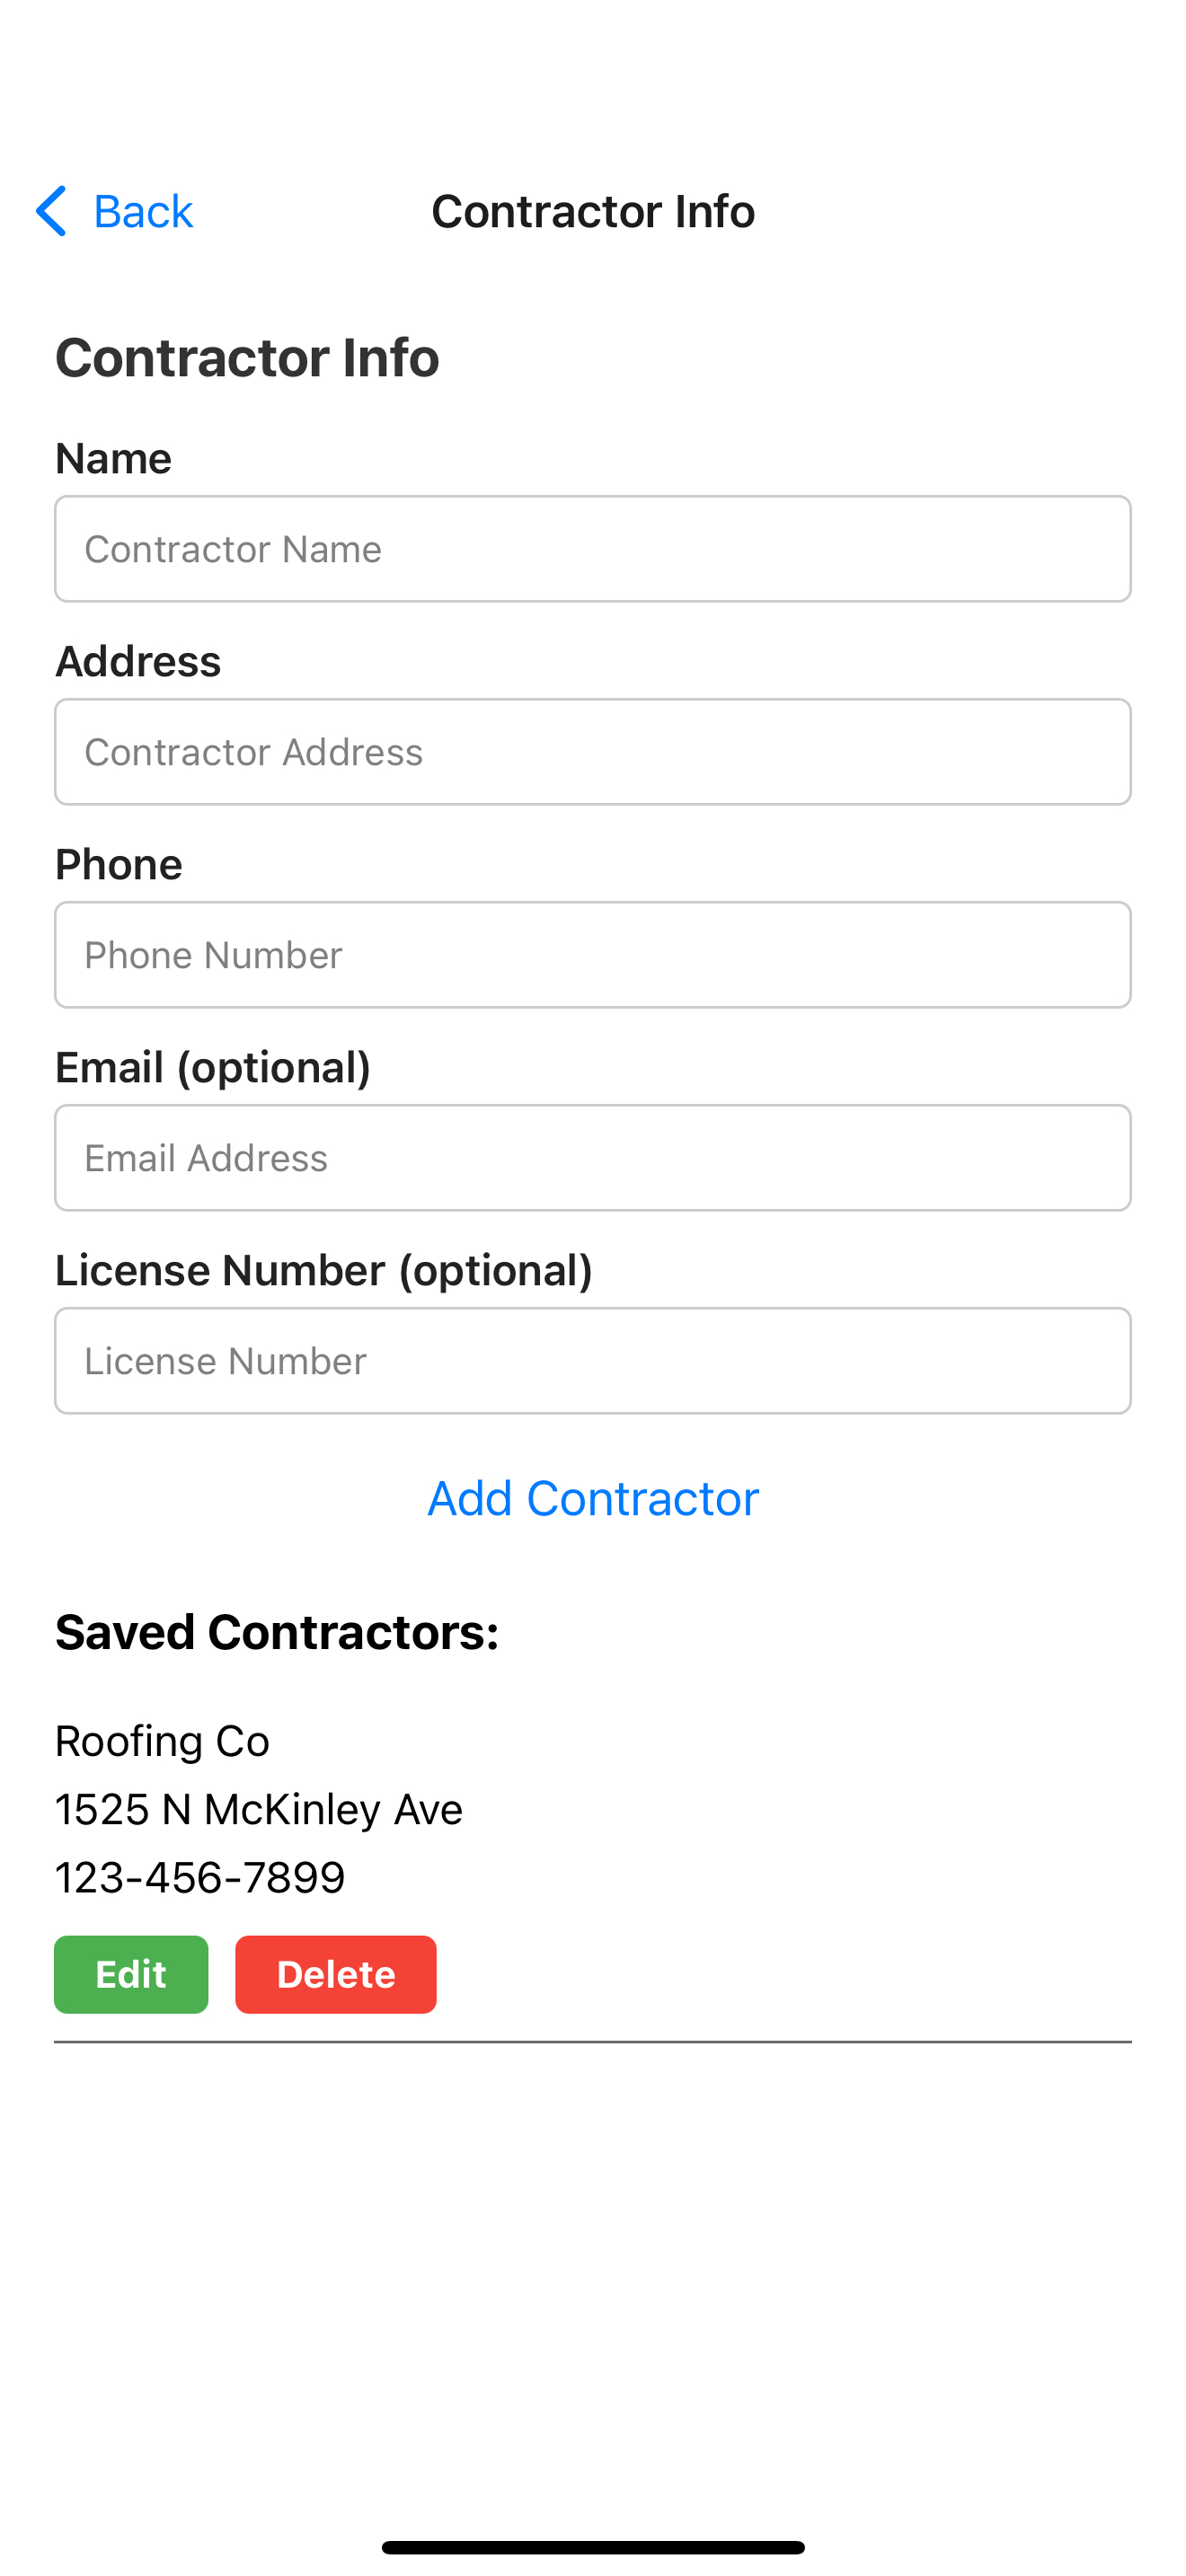 Back
Contractor Info
Contractor Info
Name
Contractor Name
Address
Contractor Address
Phone
Phone Number
Email (optional)
Email Address
License Number (optional)
License Number
Add Contractor
Saved Contractors:
Roofing Co
1525 N McKinley Ave
123-456-7899
Edit
Delete